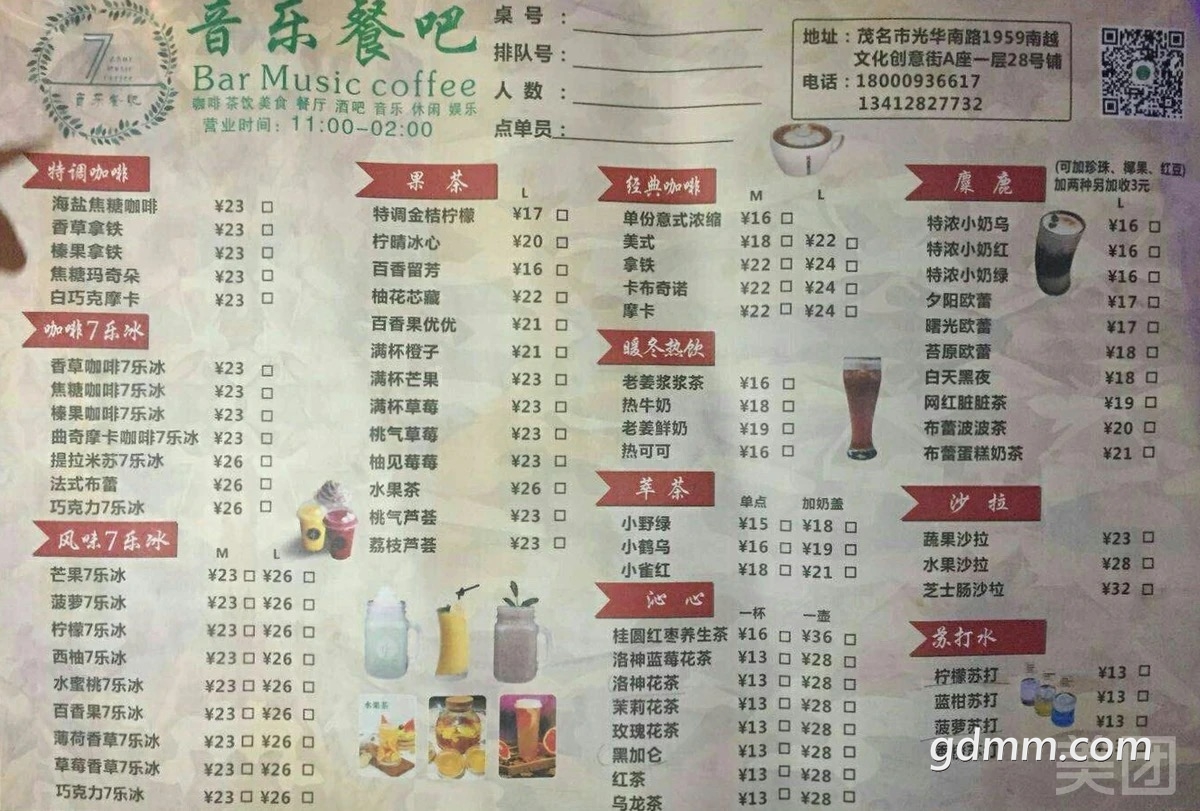 7
音乐餐吧
音乐餐吧
Bar Music coffee
咖啡茶饮美食 餐厅 酒吧 音乐 休闲 娱乐
营业时间：11:00-02:00
桌 号 ：
排队号：
人 数 ：
点单员：
地址：茂名市光华南路1959南越
文化创意街A座一层28号铺
电话：18000936617
13412827732
特调咖啡
海盐焦糖咖啡 ¥23 □
香草拿铁 ¥23 □
榛果拿铁 ¥23 □
焦糖玛奇朵 ¥23 □
白巧克摩卡 ¥23 □
咖啡7乐冰
香草咖啡7乐冰 ¥23 □
焦糖咖啡7乐冰 ¥23 □
榛果咖啡7乐冰 ¥23 □
曲奇摩卡咖啡7乐冰 ¥23 □
提拉米苏7乐冰 ¥26 □
法式布蕾 ¥26 □
巧克力7乐冰 ¥26 □
风味7乐冰
M L
芒果7乐冰 ¥23 □ ¥26 □
菠萝7乐冰 ¥23 □ ¥26 □
柠檬7乐冰 ¥23 □ ¥26 □
西柚7乐冰 ¥23 □ ¥26 □
水蜜桃7乐冰 ¥23 □ ¥26 □
百香果7乐冰 ¥23 □ ¥26 □
薄荷香草7乐冰 ¥23 □ ¥26 □
草莓香草7乐冰 ¥23 □ ¥26 □
巧克力7乐冰 ¥23 □ ¥26 □
果 茶
L
特调金桔柠檬 ¥17 □
柠晴冰心 ¥20 □
百香留芳 ¥16 □
柚花芯藏 ¥22 □
百香果优优 ¥21 □
满杯橙子 ¥21 □
满杯芒果 ¥23 □
满杯草莓 ¥23 □
桃气草莓 ¥23 □
柚见莓莓 ¥23 □
水果茶 ¥26 □
桃气芦荟 ¥23 □
荔枝芦荟 ¥23 □
水果茶
经典咖啡
M L
单份意式浓缩 ¥16 □
美式 ¥18 □ ¥22 □
拿铁 ¥22 □ ¥24 □
卡布奇诺 ¥22 □ ¥24 □
摩卡 ¥22 □ ¥24 □
暖冬热饮
老姜浆浆茶 ¥16 □
热牛奶 ¥18 □
老姜鲜奶 ¥19 □
热可可 ¥16 □
萃 茶
单点 加奶盖
小野绿 ¥15 □ ¥18 □
小鹤乌 ¥16 □ ¥19 □
小雀红 ¥18 □ ¥21 □
沁 心
一杯 一壶
桂圆红枣养生茶 ¥16 □ ¥36 □
洛神蓝莓花茶 ¥13 □ ¥28 □
洛神花茶 ¥13 □ ¥28 □
茉莉花茶 ¥13 □ ¥28 □
玫瑰花茶 ¥13 □ ¥28 □
黑加仑 ¥13 □ ¥28 □
红茶 ¥13 □ ¥28 □
乌龙茶 ¥13 □ ¥28 □
麋 鹿
(可加珍珠、椰果、红豆)
加两种另加收3元
L
特浓小奶乌 ¥16 □
特浓小奶红 ¥16 □
特浓小奶绿 ¥16 □
夕阳欧蕾 ¥17 □
曙光欧蕾 ¥17 □
苔原欧蕾 ¥18 □
白天黑夜 ¥18 □
网红脏脏茶 ¥19 □
布蕾波波茶 ¥20 □
布蕾蛋糕奶茶 ¥21 □
沙 拉
蔬果沙拉 ¥23 □
水果沙拉 ¥28 □
芝士肠沙拉 ¥32 □
苏打水
柠檬苏打 ¥13 □
蓝柑苏打 ¥13 □
菠萝苏打 ¥13 □
gdmm.com
美团